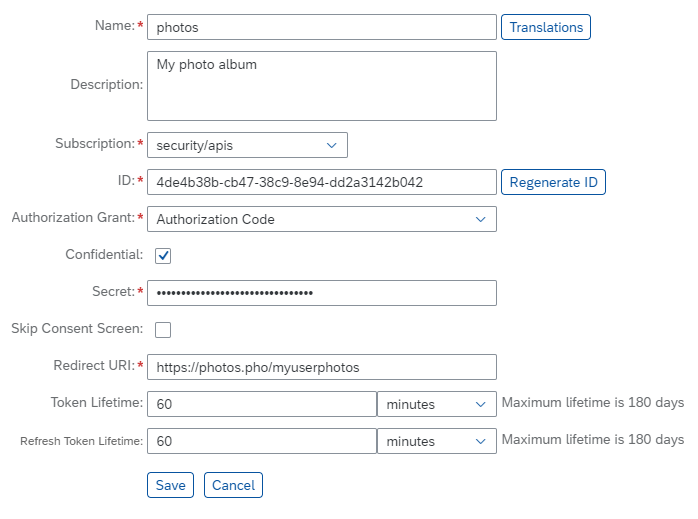 Name:* photos Translations
Description: My photo album
Subscription:* security/apis
ID:* 4de4b38b-cb47-38c9-8e94-dd2a3142b042 Regenerate ID
Authorization Grant:* Authorization Code
Confidential:
Secret:* ••••••••••••••••••••••••••••••••
Skip Consent Screen:
Redirect URI:* https://photos.pho/myuserphotos
Token Lifetime: 60 minutes Maximum lifetime is 180 days
Refresh Token Lifetime: 60 minutes Maximum lifetime is 180 days
Save Cancel